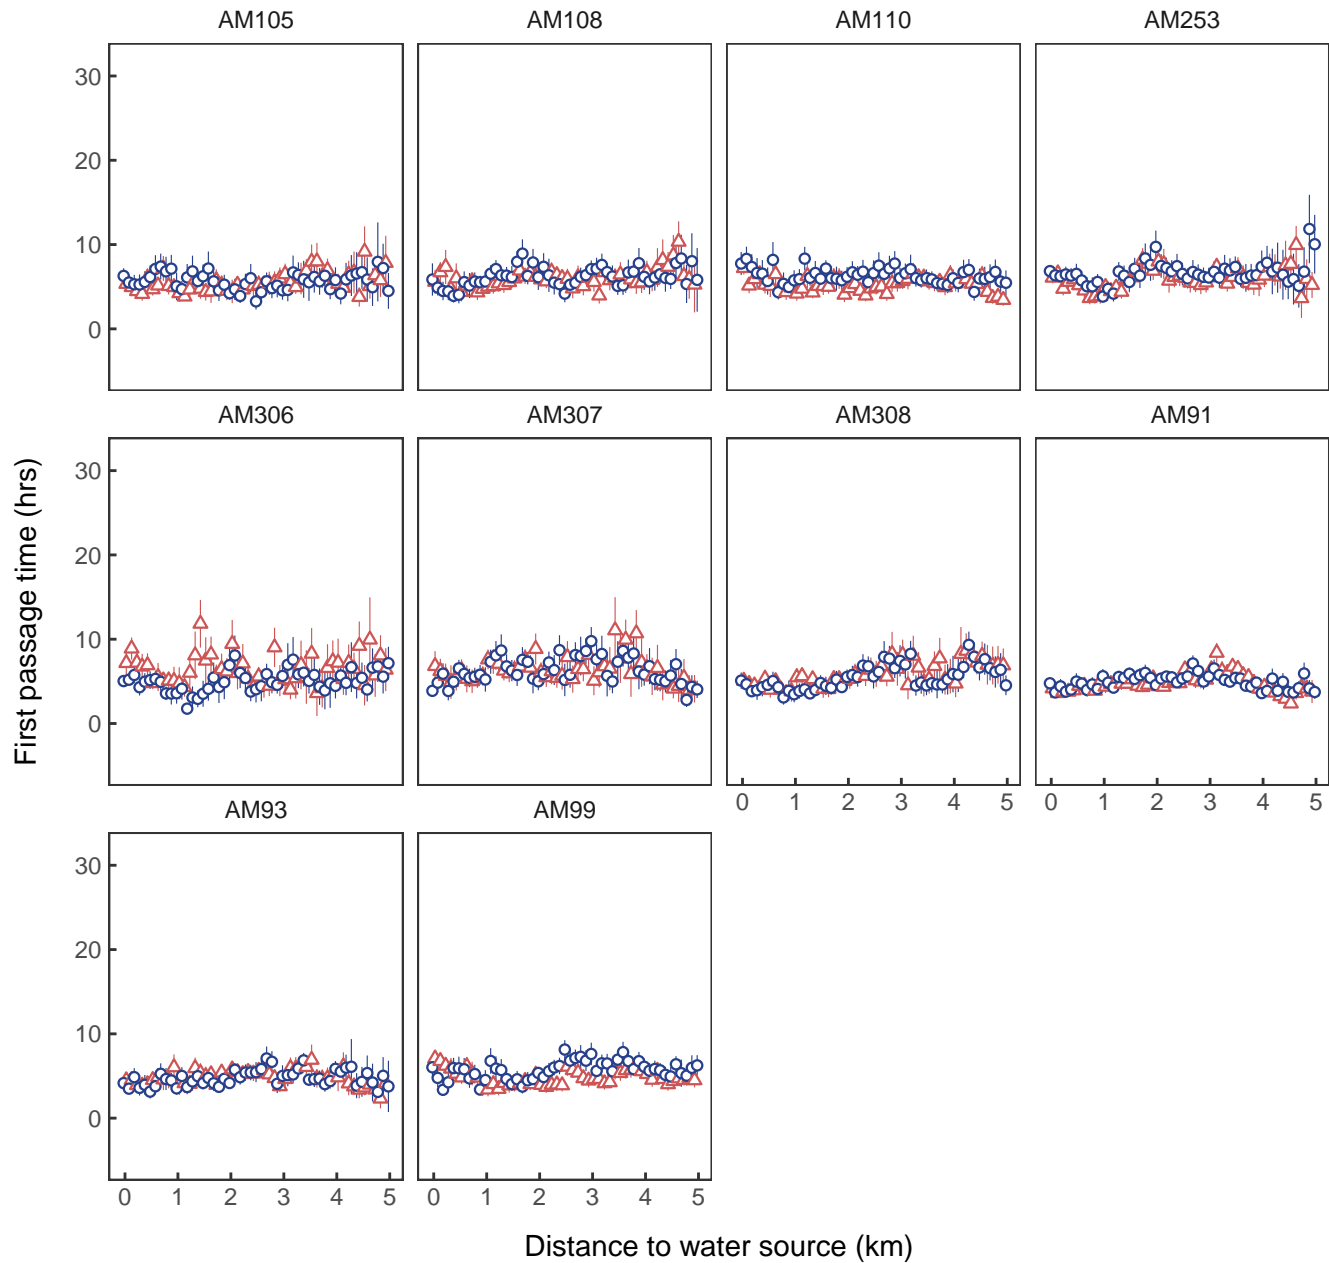 AM105 AM108 AM110 AM253
30
20
10
0
AM306 AM307 AM308 AM91
30
20
10
0
0 1 2 3 4 5 0 1 2 3 4 5
AM93 AM99
30
20
10
0
0 1 2 3 4 5 0 1 2 3 4 5
First passage time (hrs)
Distance to water source (km)